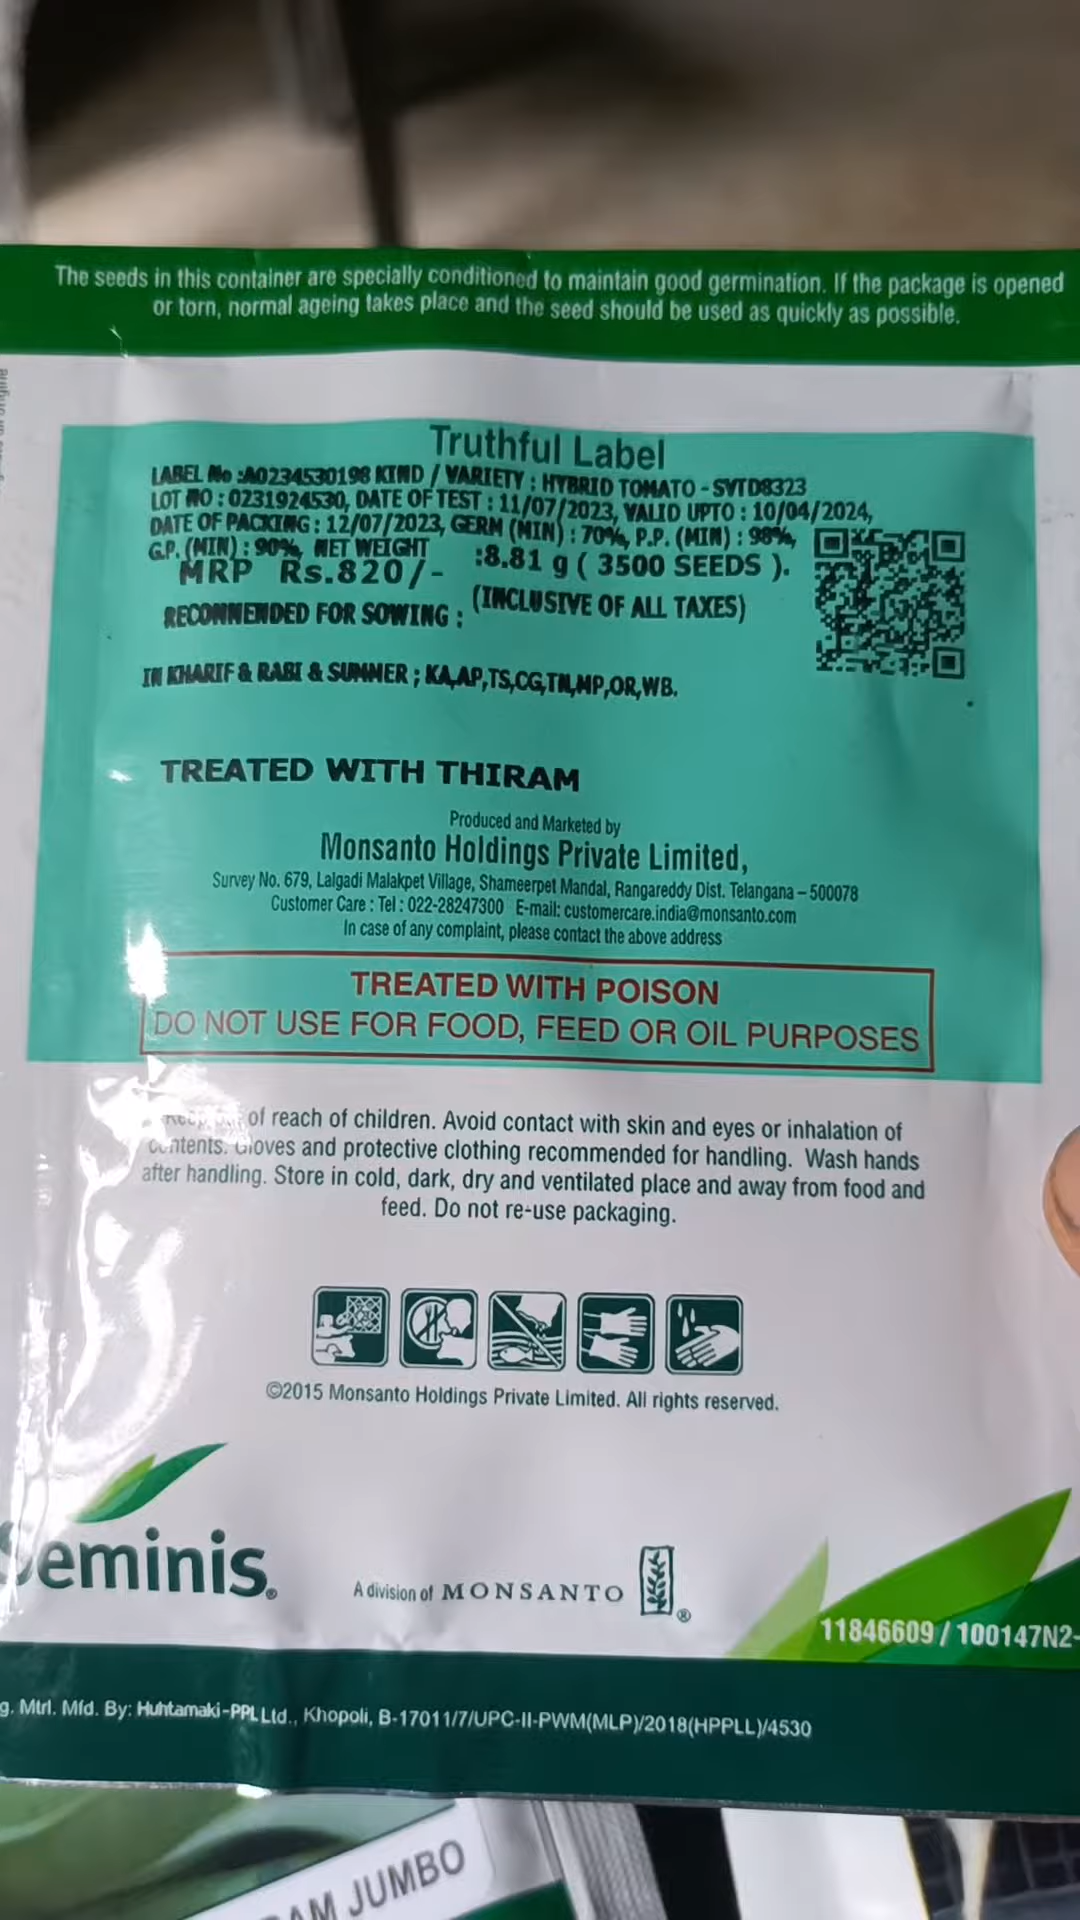 The seeds in this container are specially conditioned to maintain good germination. If the package is opened
or torn, normal ageing takes place and the seed should be used as quickly as possible.
Truthful Label
LABEL No :A0234530198 KIND / VARIETY : HYBRID TOMATO - SVTD8323
LOT NO : 0231924530, DATE OF TEST : 11/07/2023, VALID UPTO : 10/04/2024,
DATE OF PACKING : 12/07/2023, GERM (MIN) : 70%, P.P. (MIN) : 98%,
G.P. (MIN) : 90%, NET WEIGHT :8.81 g ( 3500 SEEDS ).
MRP Rs.820/- (INCLUSIVE OF ALL TAXES)
RECOMMENDED FOR SOWING :
IN KHARIF & RABI & SUMMER ; KA,AP,TS,CG,TN,MP,OR,WB.
TREATED WITH THIRAM
Produced and Marketed by
Monsanto Holdings Private Limited,
Survey No. 679, Lalgadi Malakpet Village, Shameerpet Mandal, Rangareddy Dist. Telangana – 500078
Customer Care : Tel : 022-28247300 E-mail: customercare.india@monsanto.com
In case of any complaint, please contact the above address
TREATED WITH POISON
DO NOT USE FOR FOOD, FEED OR OIL PURPOSES
Keep out of reach of children. Avoid contact with skin and eyes or inhalation of
contents. Gloves and protective clothing recommended for handling. Wash hands
after handling. Store in cold, dark, dry and ventilated place and away from food and
feed. Do not re-use packaging.
©2015 Monsanto Holdings Private Limited. All rights reserved.
Seminis®
A division of MONSANTO ®
11846609 / 100147N2-
g. Mtrl. Mfd. By: Huhtamaki-PPL Ltd., Khopoli, B-17011/7/UPC-II-PWM(MLP)/2018(HPPLL)/4530
AM JUMBO